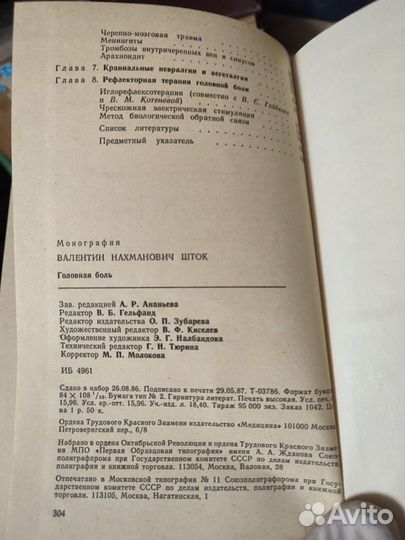 Черепно-мозговая травма . . . .
Менингиты . . . . . .
Тромбозы внутричерепных вен и синусов . .
Арахноидит . . . . . .
Глава 7. Краниальные невралгии и вегеталгии . .
Глава 8. Рефлекторная терапия головной боли . .
Иглорефлексотерапия (совместно с В. С. Гойденко
и В. М. Котеневой) . . . .
Чрескожная электрическая стимуляция . .
Метод биологической обратной связи . .
Список литературы . . . . .
Предметный указатель . . . . .
Монография
ВАЛЕНТИН НАХМАНОВИЧ ШТОК
Головная боль
Зав. редакцией А. Р. Ананьева
Редактор В. Б. Гельфанд
Редактор издательства О. П. Зубарева
Художественный редактор В. Ф. Киселев
Оформление художника Э. Г. Налбандова
Технический редактор Г. Н. Тюрина
Корректор М. П. Молокова
ИБ 4961
Сдано в набор 26.08.86. Подписано к печати 29.05.87. Т-03786. Формат бумаги
84 × 108 1/32. Бумага тип № 2. Гарнитура литерат. Печать высокая. Усл. печ. л.
15,96. Усл. кр.-отт. 15,96. Уч.-изд. л. 18,40. Тираж 95 000 экз. Заказ 1042. Цена
1 р. 50 к.
Ордена Трудового Красного Знамени издательство «Медицина» 101000 Москва,
Петроверигский пер., 6/8
Набрано в ордена Октябрьской Революции и ордена Трудового Красного Знамени
МПО «Первая Образцовая типография» имени А. А. Жданова Союз-
полиграфпрома при Государственном комитете СССР по делам издательств,
полиграфии и книжной торговли. 113054, Москва, Валовая, 28
Отпечатано в Московской типографии № 11 Союзполиграфпрома при Госу-
дарственном комитете СССР по делам издательств, полиграфии и книжной
торговли. 113105, Москва, Нагатинская, 1
304
Avito